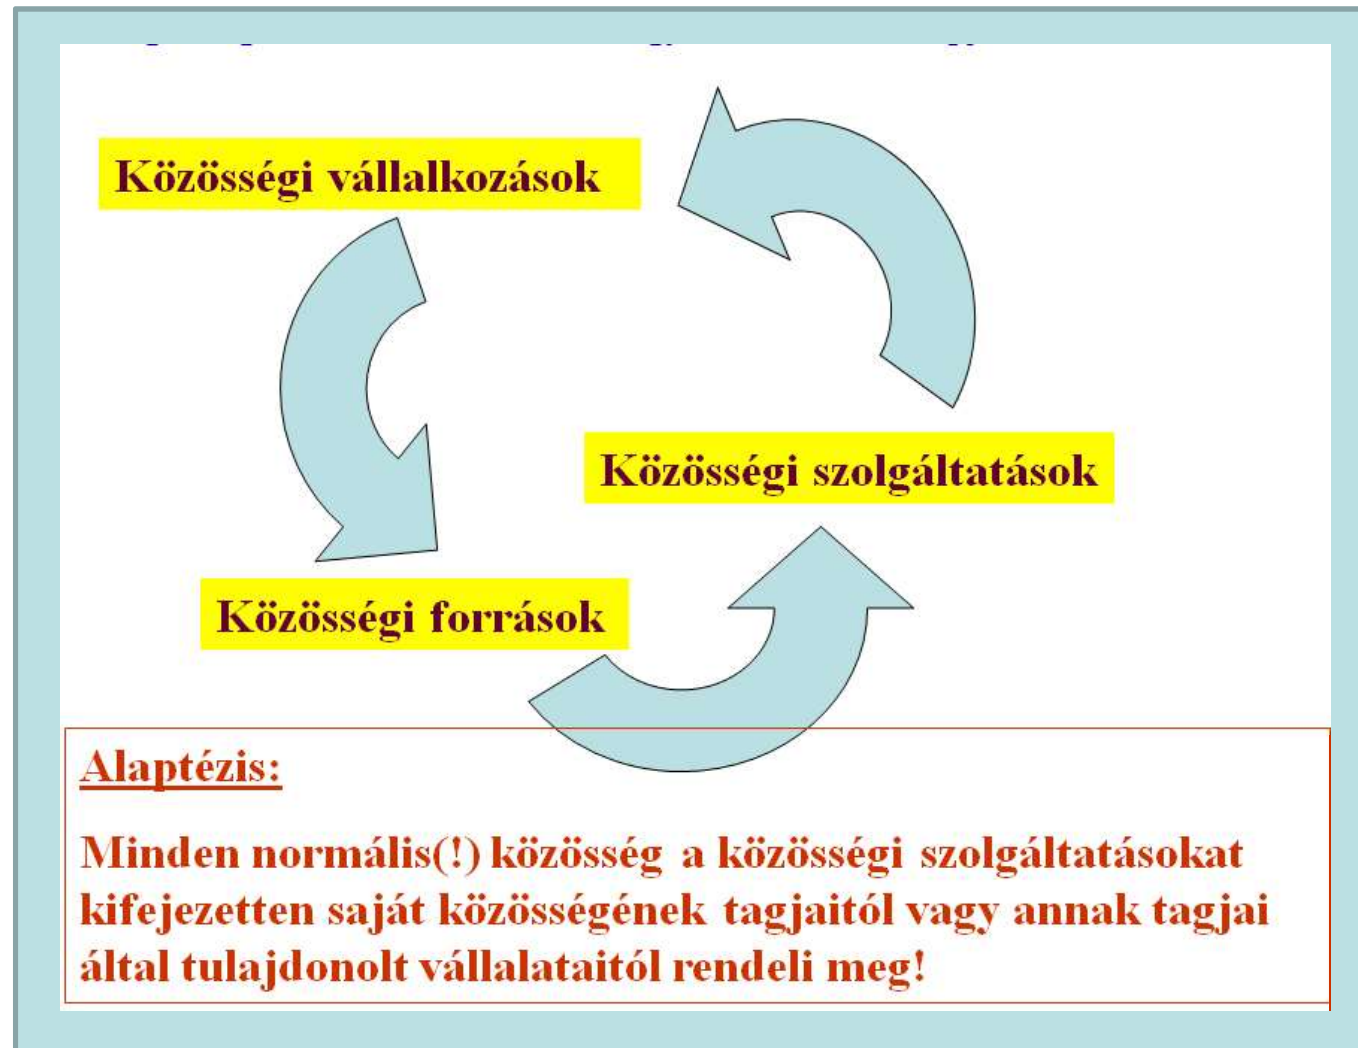 Közösségi vállalkozások
Közösségi szolgáltatások
Közösségi források
Alaptézis:
Minden normális(!) közösség a közösségi szolgáltatásokat
kifejezetten saját közösségének tagjaitól vagy annak tagjai
által tulajdonolt vállalataitól rendeli meg!